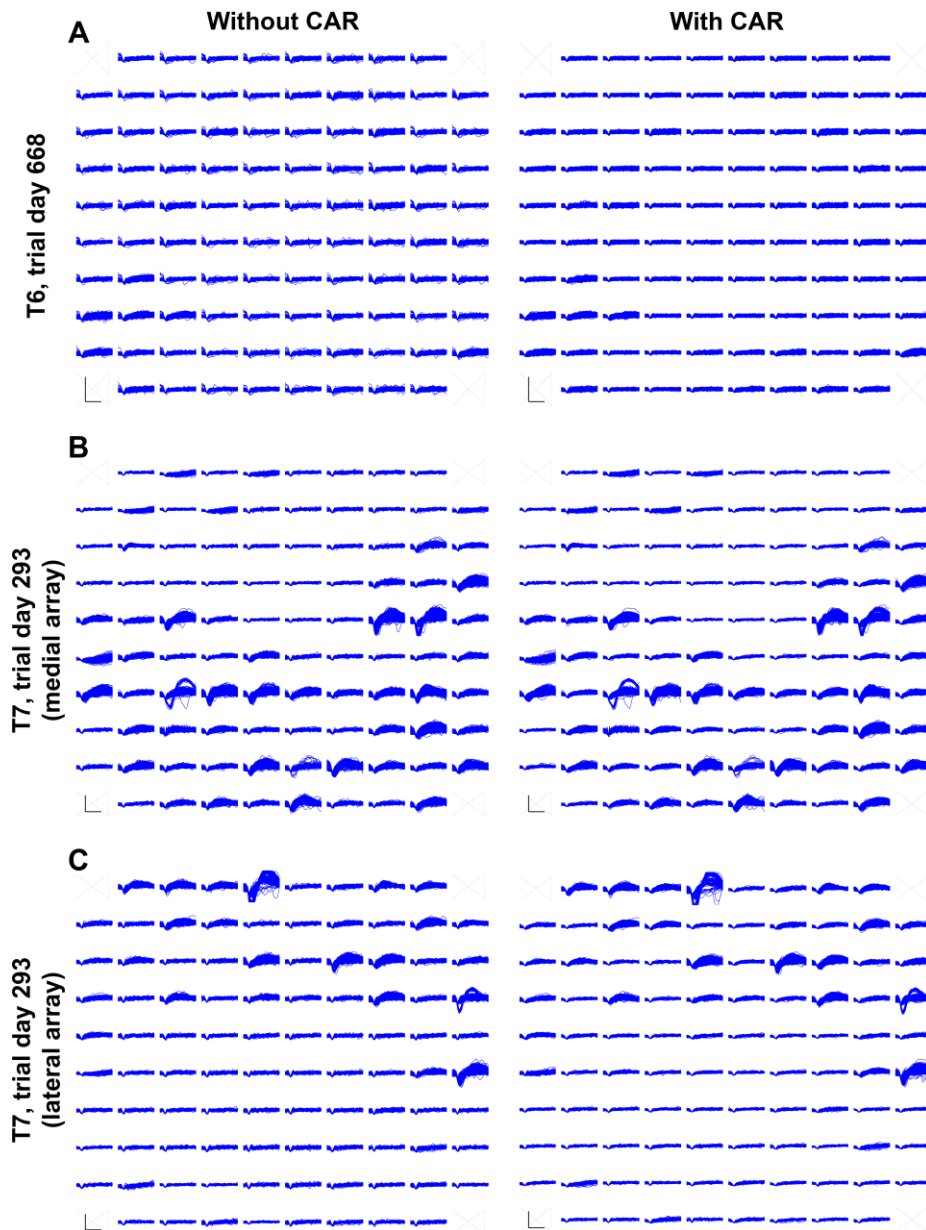 Without CAR
With CAR
A
T6, trial day 668
B
T7, trial day 293
(medial array)
C
T7, trial day 293
(lateral array)